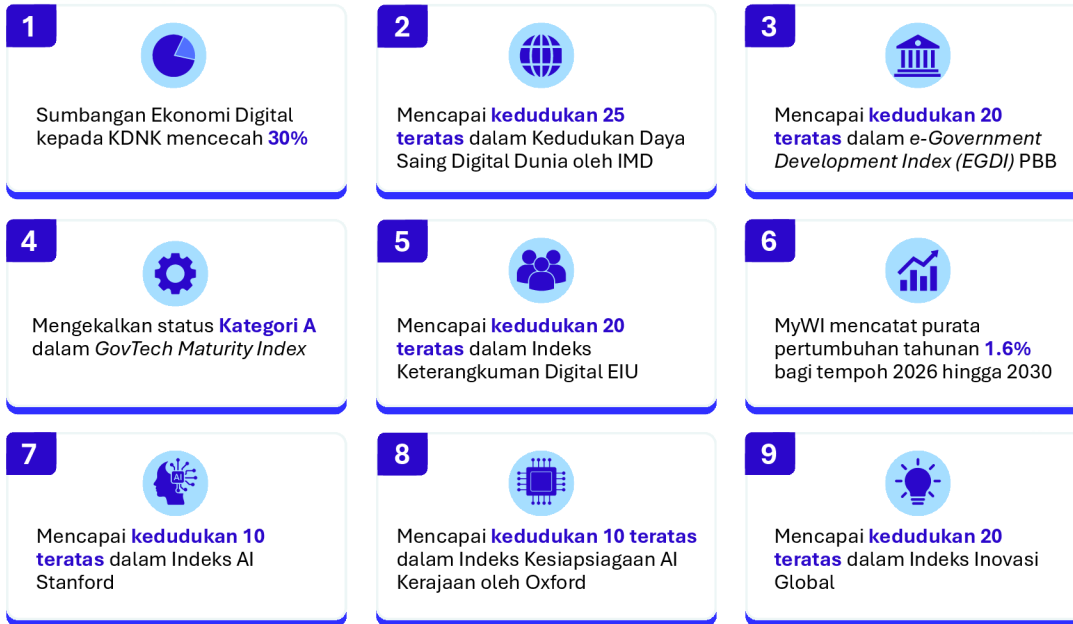 1
Sumbangan Ekonomi Digital
kepada KDNK mencecah 30%
2
Mencapai kedudukan 25
teratas dalam Kedudukan Daya
Saing Digital Dunia oleh IMD
3
Mencapai kedudukan 20
teratas dalam e-Government
Development Index (EGDI) PBB
4
Mengekalkan status Kategori A
dalam GovTech Maturity Index
5
Mencapai kedudukan 20
teratas dalam Indeks
Keterangkuman Digital EIU
6
MyWI mencatat purata
pertumbuhan tahunan 1.6%
bagi tempoh 2026 hingga 2030
7
AI
Mencapai kedudukan 10
teratas dalam Indeks AI
Stanford
8
Mencapai kedudukan 10 teratas
dalam Indeks Kesiapsiagaan AI
Kerajaan oleh Oxford
9
Mencapai kedudukan 20
teratas dalam Indeks Inovasi
Global